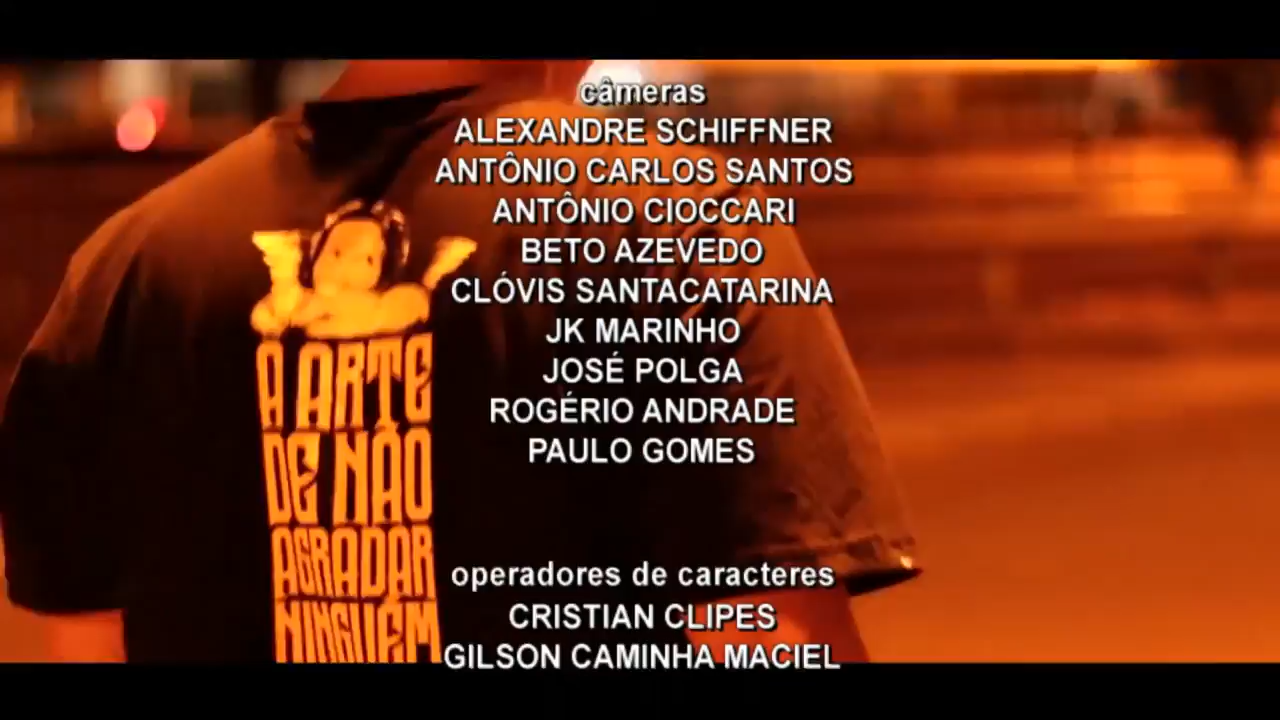 câmeras
ALEXANDRE SCHIFFNER
ANTÔNIO CARLOS SANTOS
ANTÔNIO CIOCCARI
BETO AZEVEDO
CLÓVIS SANTACATARINA
JK MARINHO
JOSÉ POLGA
ROGÉRIO ANDRADE
PAULO GOMES
operadores de caracteres
CRISTIAN CLIPES
GILSON CAMINHA MACIEL
A ARTE
DE NÃO
AGRADAR
NINGUÉM